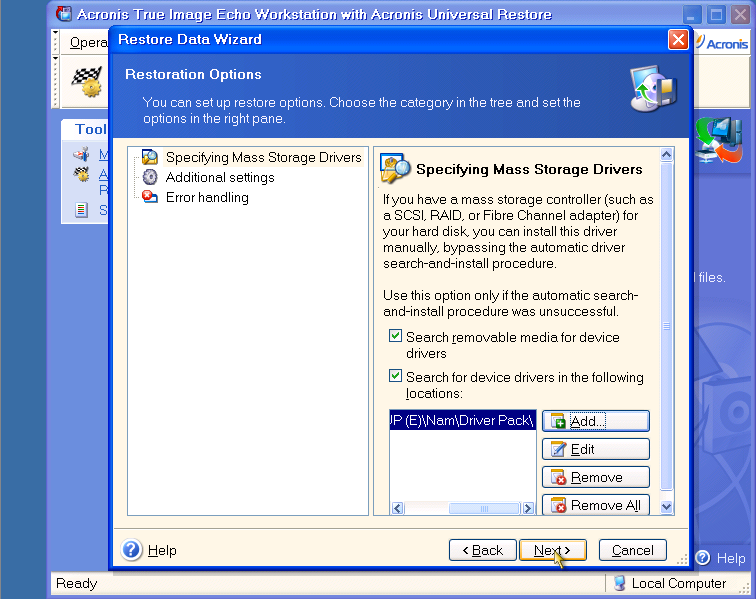 Acronis True Image Echo Workstation with Acronis Universal Restore
Opera
Acronis
Restore Data Wizard
Restoration Options
You can set up restore options. Choose the category in the tree and set the
options in the right pane.
Tool
M
A
R
S
Specifying Mass Storage Drivers
Additional settings
Error handling
Specifying Mass Storage Drivers
If you have a mass storage controller (such as
a SCSI, RAID, or Fibre Channel adapter) for
your hard disk, you can install this driver
manually, bypassing the automatic driver
search-and-install procedure.
Use this option only if the automatic search-
and-install procedure was unsuccessful.
Search removable media for device
drivers
Search for device drivers in the following
locations:
UP (E)\Nam\Driver Pack\
Add...
Edit
Remove
Remove All
files.
Help
< Back
Next >
Cancel
Help
Ready
Local Computer